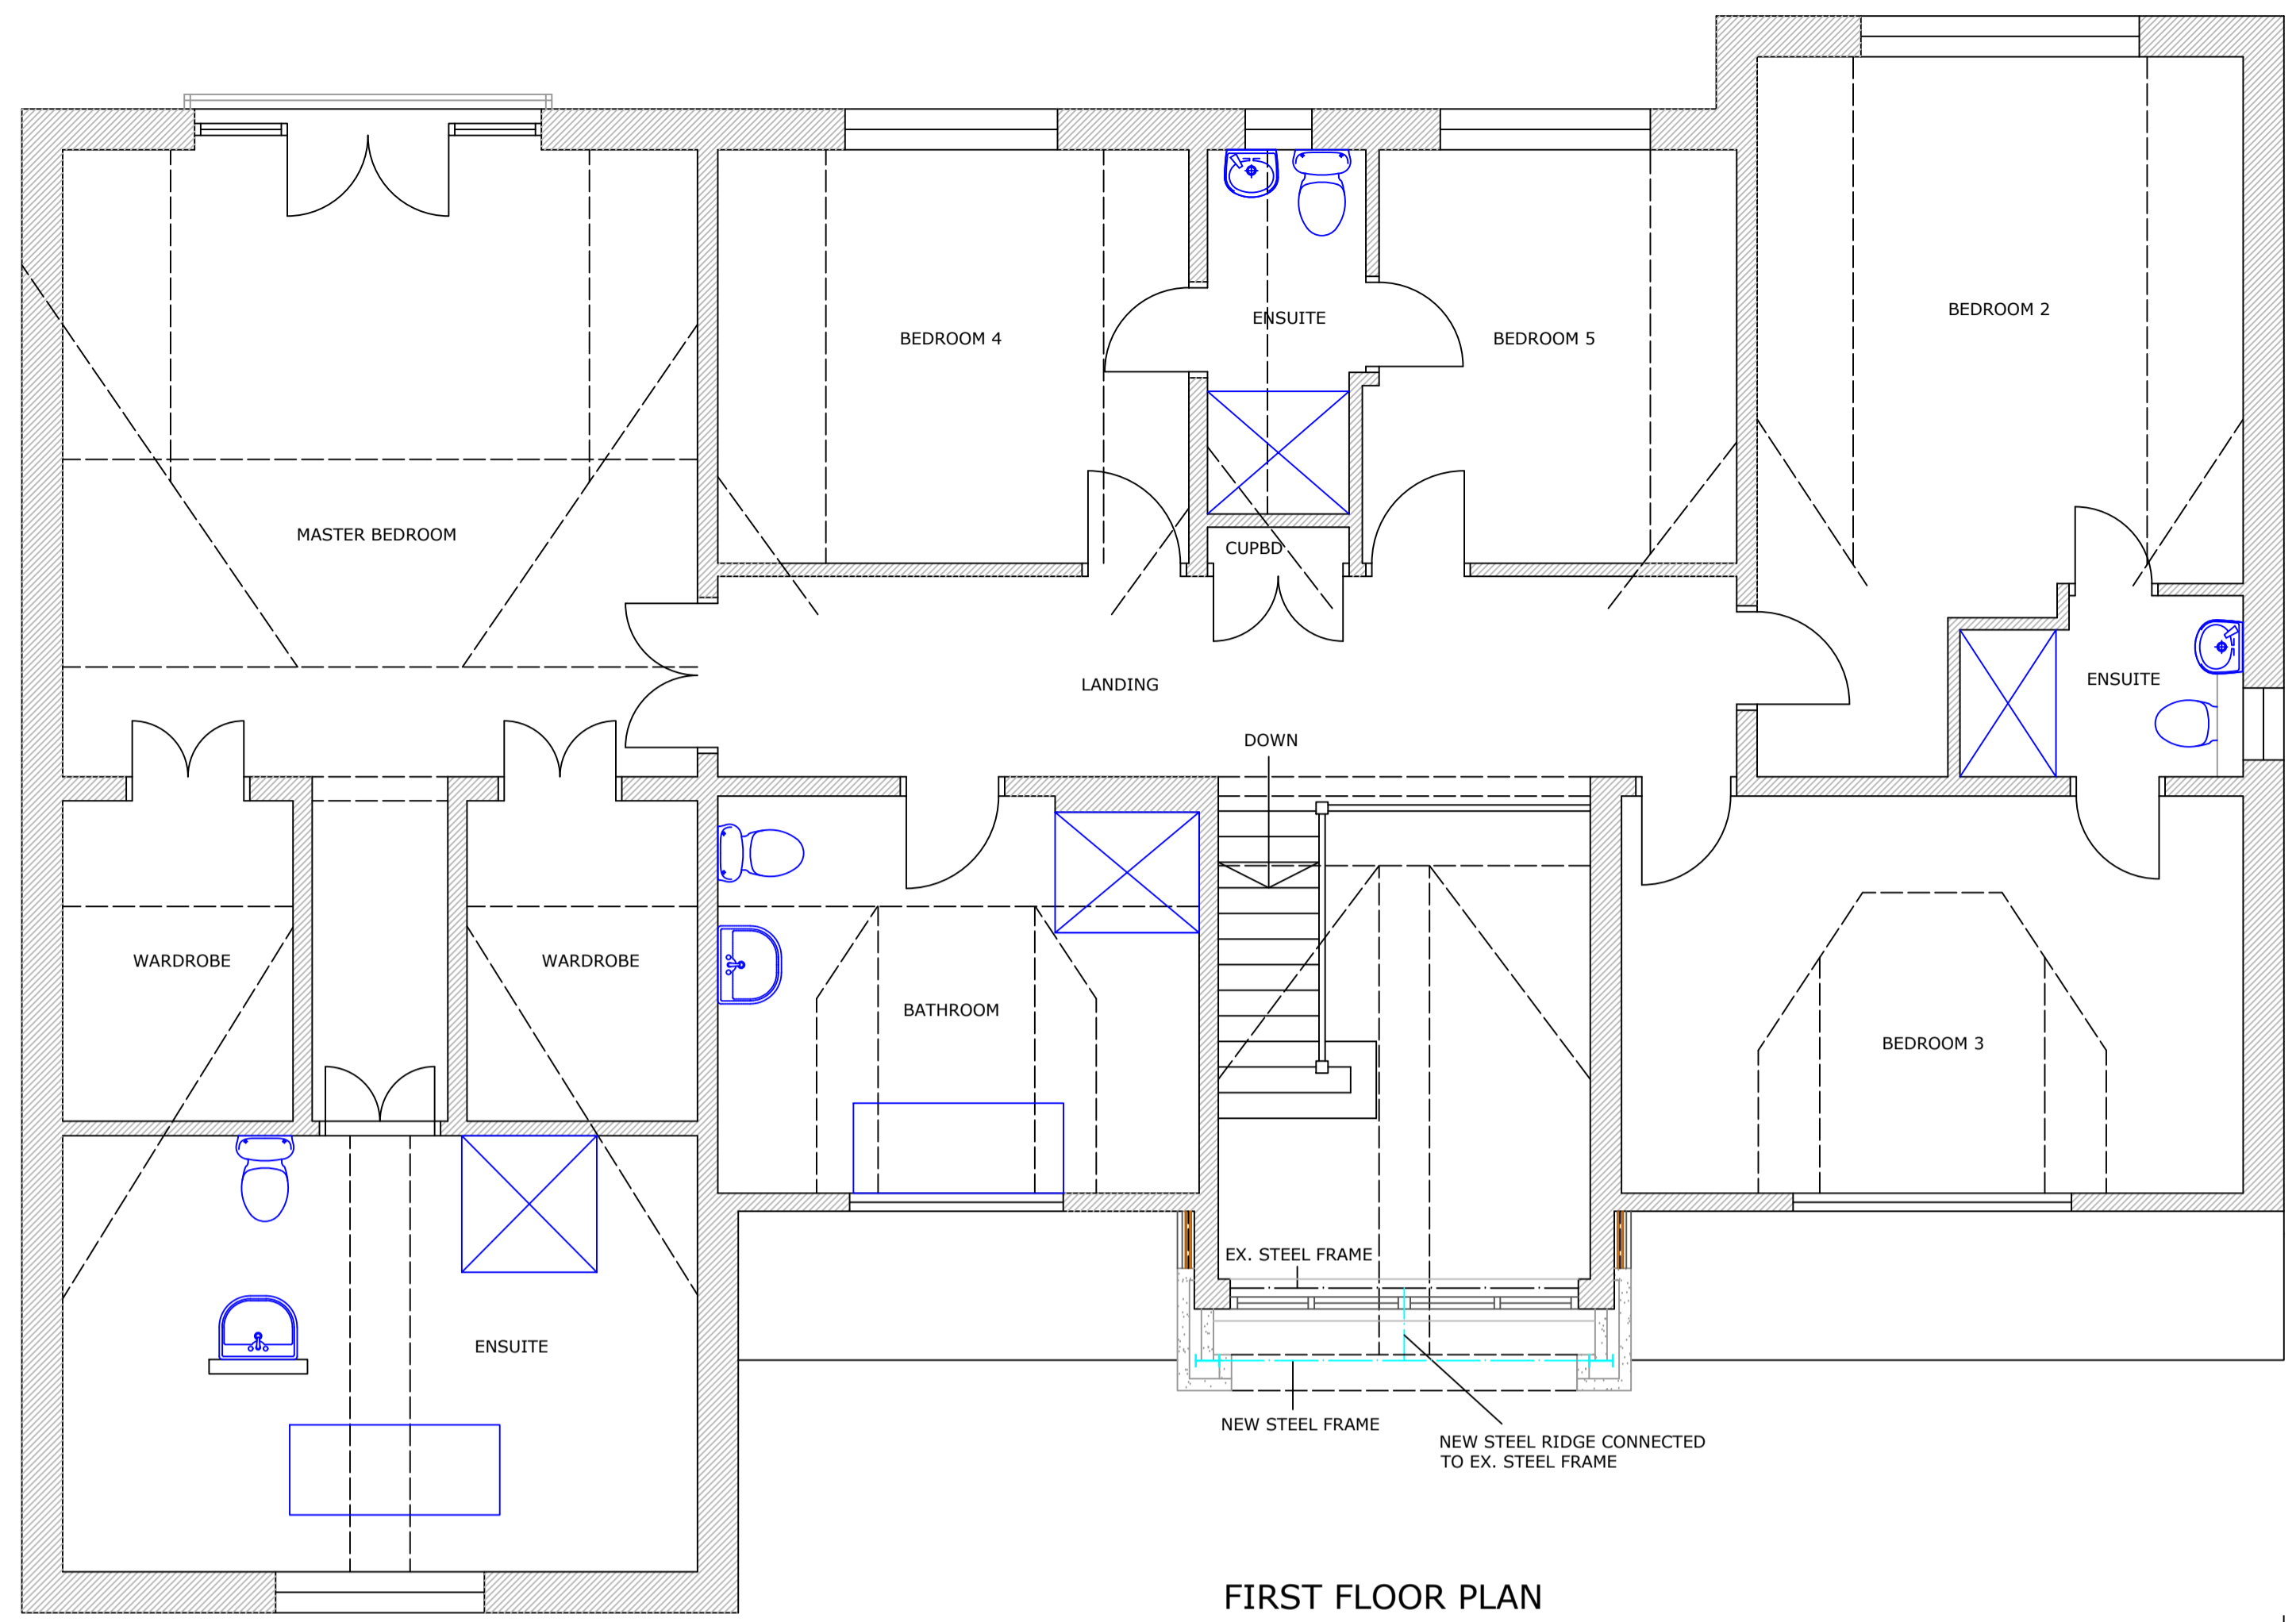 BEDROOM 2
ENSUITE
BEDROOM 4
BEDROOM 5
MASTER BEDROOM
CUPBD
ENSUITE
LANDING
DOWN
WARDROBE
WARDROBE
BATHROOM
BEDROOM 3
EX. STEEL FRAME
ENSUITE
NEW STEEL FRAME
NEW STEEL RIDGE CONNECTED
TO EX. STEEL FRAME
FIRST FLOOR PLAN